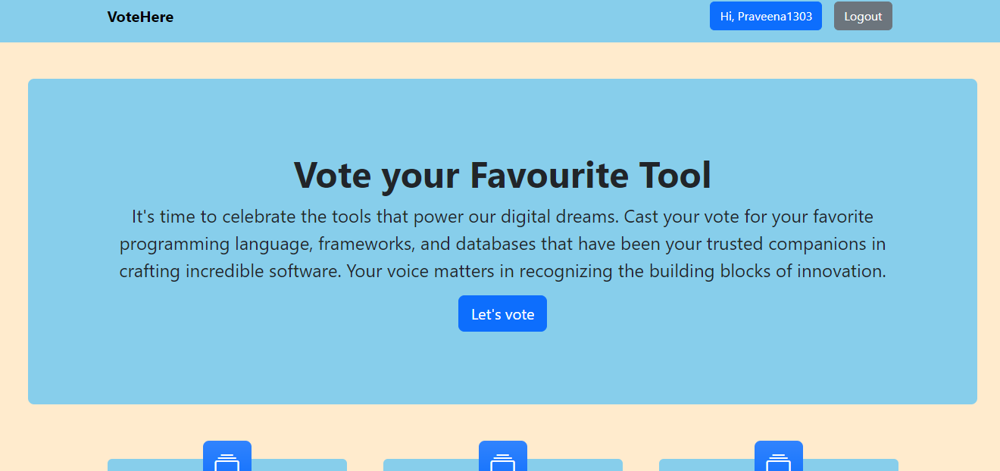 VoteHere
Hi, Praveena1303
Logout
Vote your Favourite Tool
It's time to celebrate the tools that power our digital dreams. Cast your vote for your favorite
programming language, frameworks, and databases that have been your trusted companions in
crafting incredible software. Your voice matters in recognizing the building blocks of innovation.
Let's vote